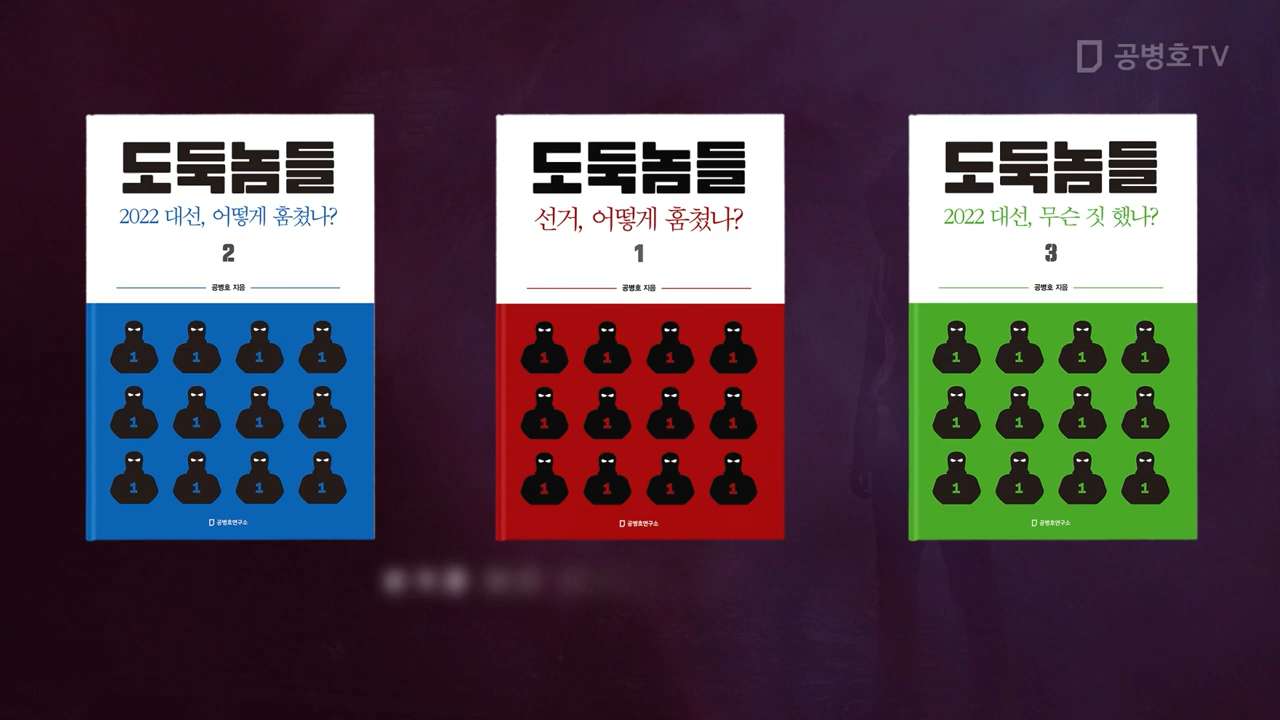 공병호TV
도둑놈들
2022 대선, 어떻게 훔쳤나?
2
공병호 지음
1 1 1 1
1 1 1 1
1 1 1 1
공병호연구소
도둑놈들
선거, 어떻게 훔쳤나?
1
공병호 지음
1 1 1 1
1 1 1 1
1 1 1 1
공병호연구소
도둑놈들
2022 대선, 무슨 짓 했나?
3
공병호 지음
1 1 1 1
1 1 1 1
1 1 1 1
공병호연구소